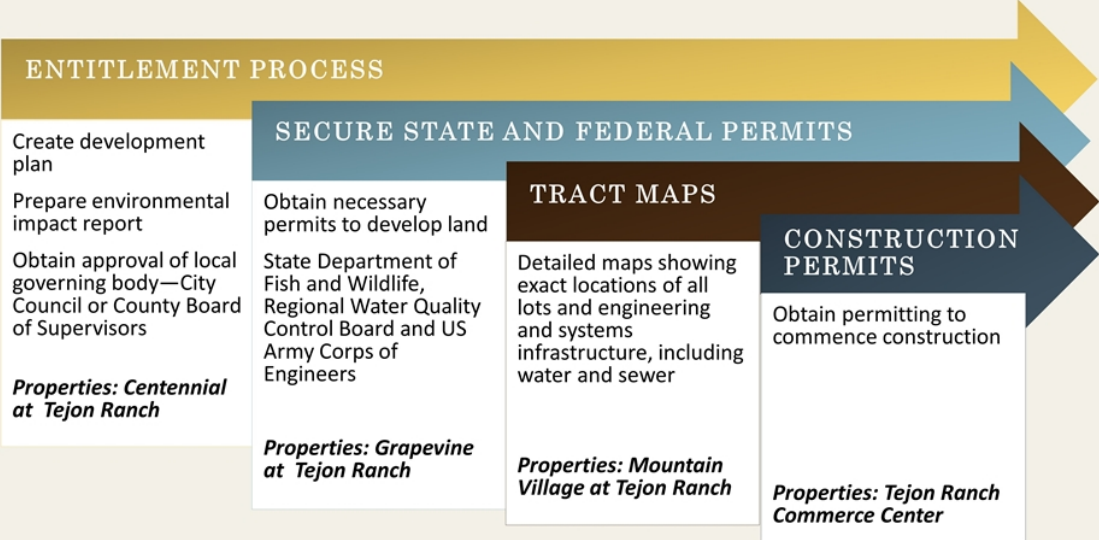 ENTITLEMENT PROCESS
Create development
plan
Prepare environmental
impact report
Obtain approval of local
governing body—City
Council or County Board
of Supervisors
Properties: Centennial
at Tejon Ranch
SECURE STATE AND FEDERAL PERMITS
Obtain necessary
permits to develop land
State Department of
Fish and Wildlife,
Regional Water Quality
Control Board and US
Army Corps of
Engineers
Properties: Grapevine
at Tejon Ranch
TRACT MAPS
Detailed maps showing
exact locations of all
lots and engineering
and systems
infrastructure, including
water and sewer
Properties: Mountain
Village at Tejon Ranch
CONSTRUCTION
PERMITS
Obtain permitting to
commence construction
Properties: Tejon Ranch
Commerce Center